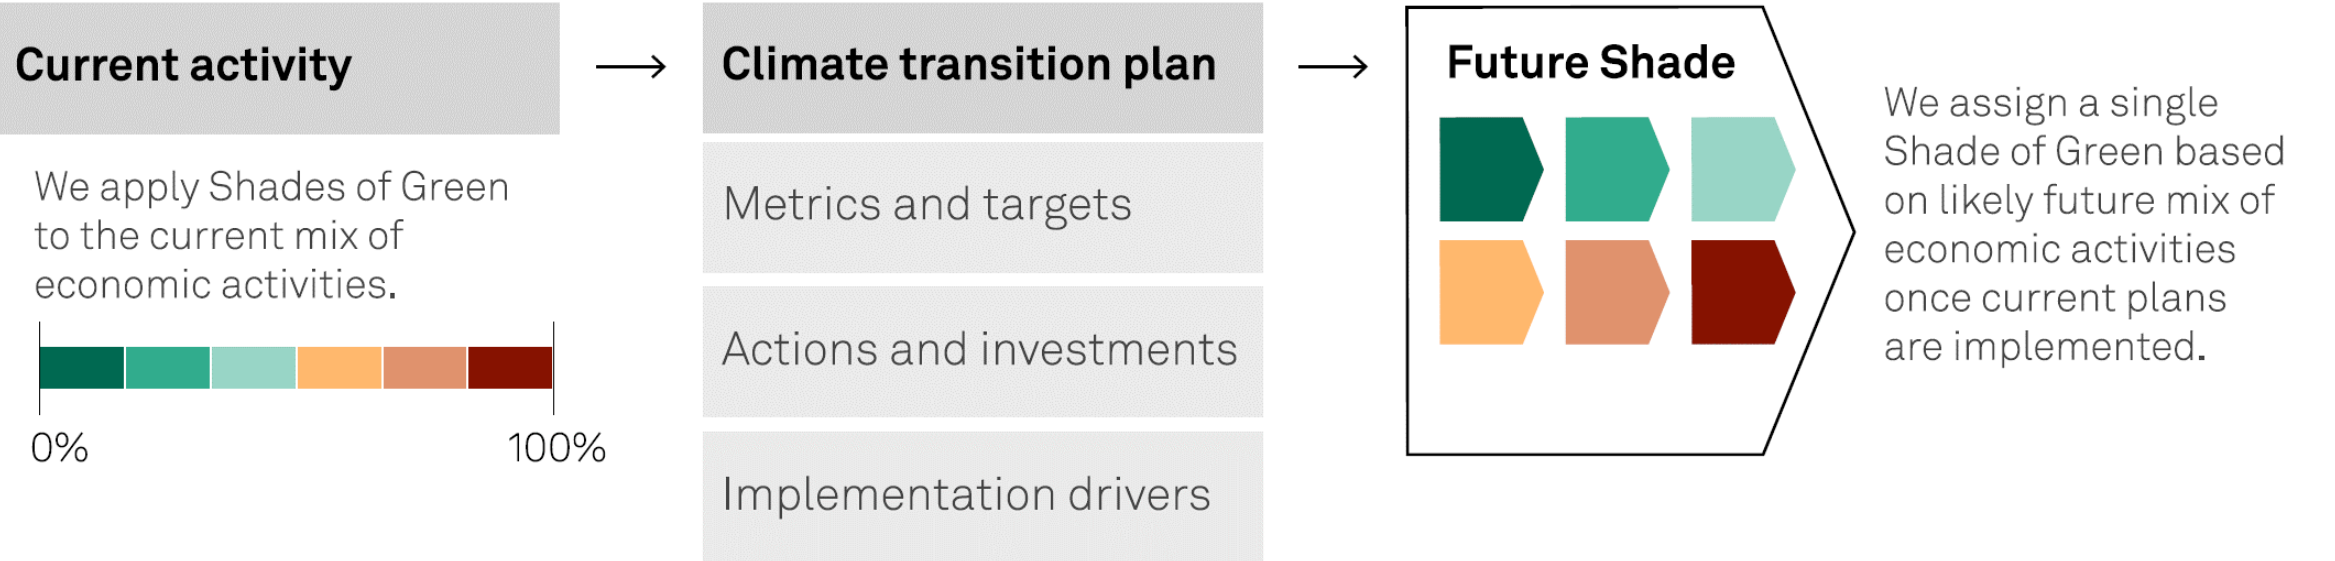 Current activity
We apply Shades of Green
to the current mix of
economic activities.
0%
100%
Climate transition plan
Metrics and targets
Actions and investments
Implementation drivers
Future Shade
We assign a single
Shade of Green based
on likely future mix of
economic activities
once current plans
are implemented.